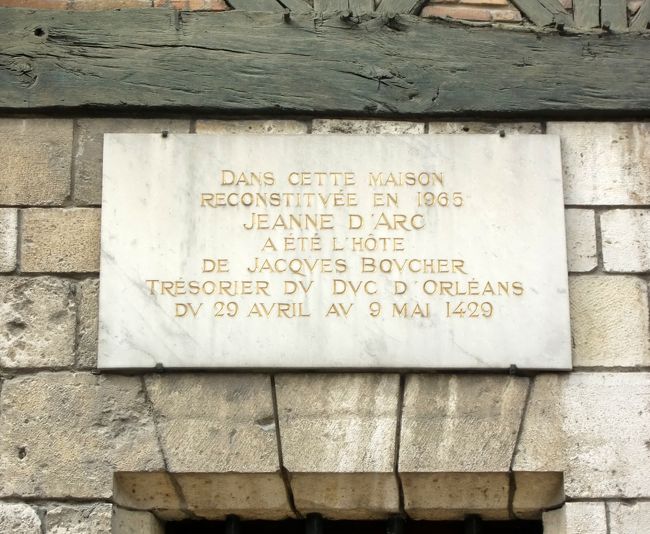 DANS CETTE MAISON
RECONSTITVÉE EN 1965
JEANNE D'ARC
A ÉTÉ L'HÔTE
DE JACQVES BOVCHER
TRÉSORIER DV DVC D'ORLÉANS
DV 29 AVRIL AV 9 MAI 1429